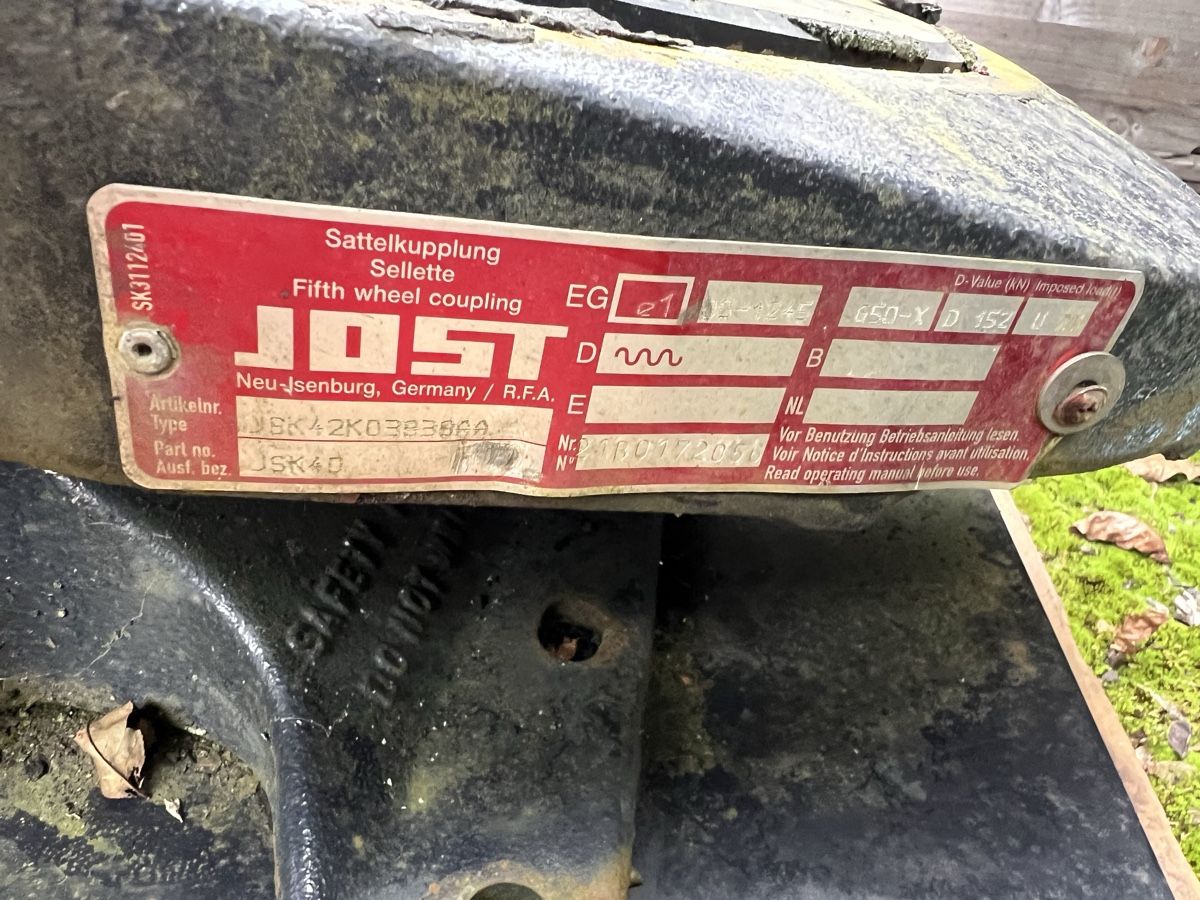 SK3112401
Sattelkupplung
Sellette
Fifth wheel coupling
JOST
Neu-Isenburg, Germany / R.F.A.
Artikelnr.
Type
Part no. JSK40
Ausf. bez.
EG e1 G50-X D 152 U
D-Value (kN) Imposed load(t)
D B
E NL
Nr.
N°
Vor Benutzung Betriebsanleitung lesen.
Voir Notice d'Instructions avant utilisation.
Read operating manual before use.
SAFETY
DO NOT